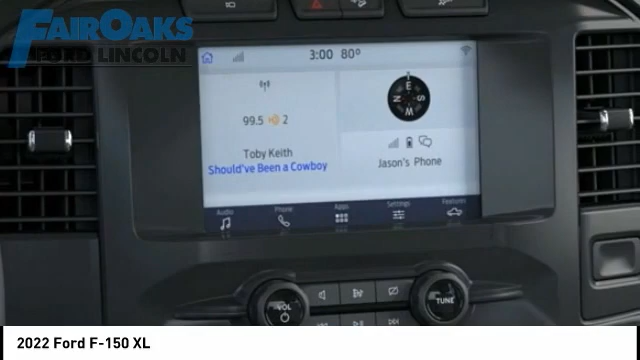 FAIROAKS
FORD LINCOLN
3:00 80°
99.5 HD 2
Toby Keith
Should've Been a Cowboy
E
N S
W
Jason's Phone
Audio Phone Apps Settings Features
VOL
TUNE
2022 Ford F-150 XL